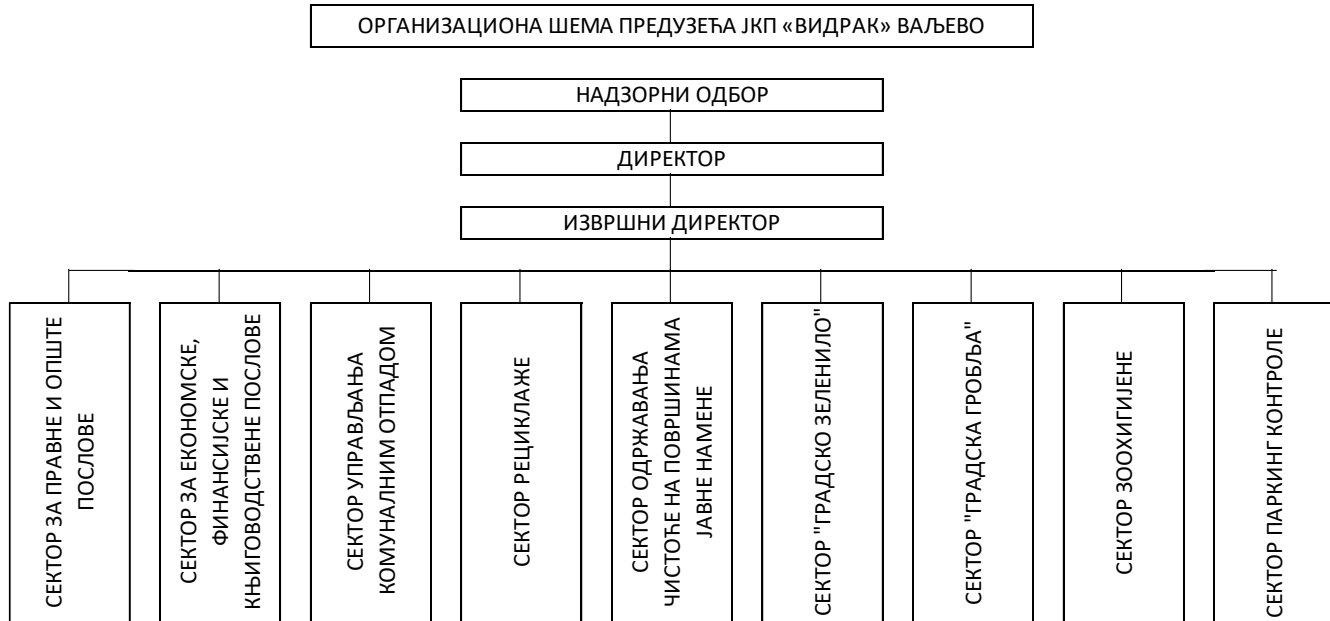 ОРГАНИЗАЦИОНА ШЕМА ПРЕДУЗЕЋА ЈКП «ВИДРАК» ВАЉЕВО
НАДЗОРНИ ОДБОР
ДИРЕКТОР
ИЗВРШНИ ДИРЕКТОР
СЕКТОР ЗА ПРАВНЕ И ОПШТЕ
ПОСЛОВЕ
СЕКТОР ЗА ЕКОНОМСКЕ,
ФИНАНСИЈСКЕ И
КЊИГОВОДСТВЕНЕ ПОСЛОВЕ
СЕКТОР УПРАВЉАЊА
КОМУНАЛНИМ ОТПАДОМ
СЕКТОР РЕЦИКЛАЖЕ
СЕКТОР ОДРЖАВАЊА
ЧИСТОЋЕ НА ПОВРШИНАМА
ЈАВНЕ НАМЕНЕ
СЕКТОР "ГРАДСКО ЗЕЛЕНИЛО"
СЕКТОР "ГРАДСКА ГРОБЉА"
СЕКТОР ЗООХИГИЈЕНЕ
СЕКТОР ПАРКИНГ КОНТРОЛЕ